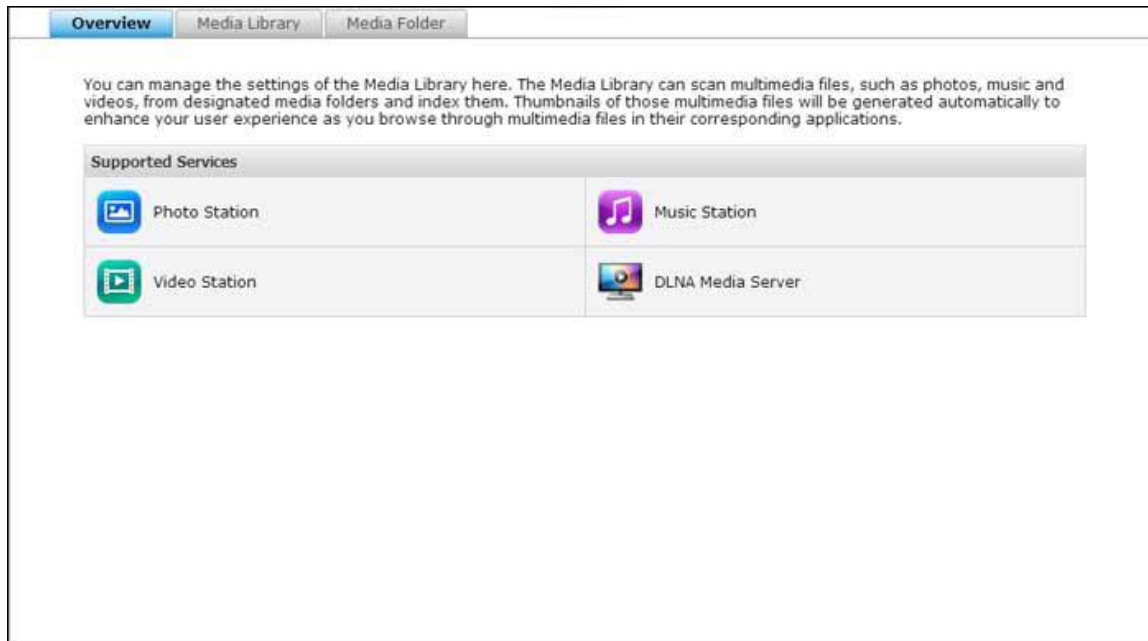 Overview Media Library Media Folder
You can manage the settings of the Media Library here. The Media Library can scan multimedia files, such as photos, music and
videos, from designated media folders and index them. Thumbnails of those multimedia files will be generated automatically to
enhance your user experience as you browse through multimedia files in their corresponding applications.
Supported Services
Photo Station Music Station
Video Station DLNA Media Server